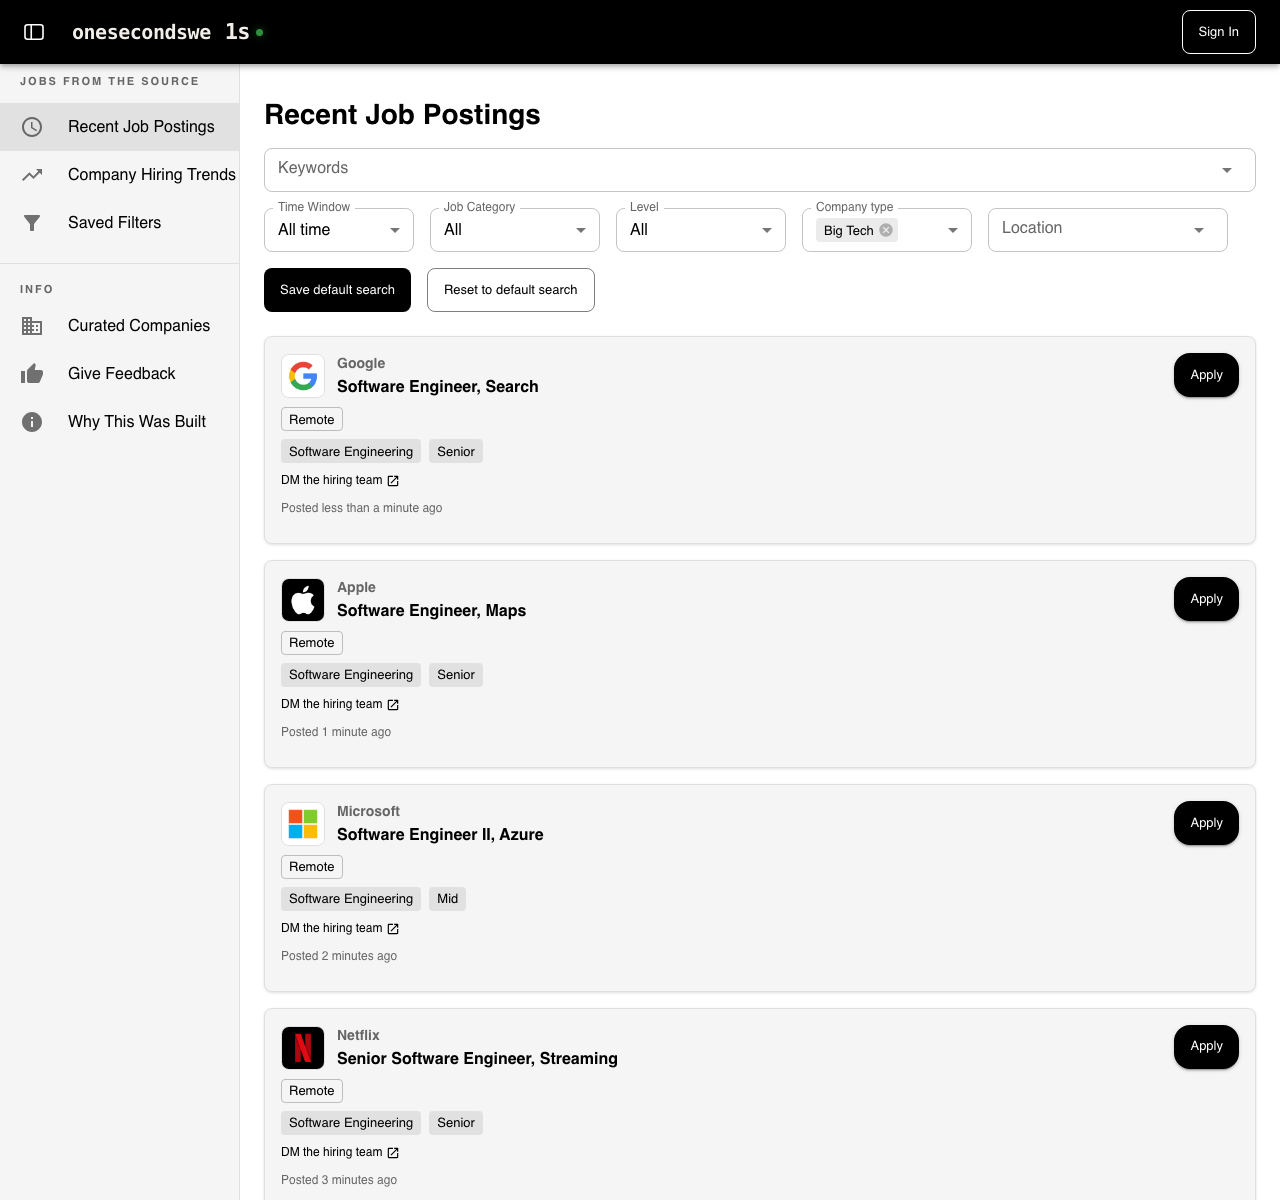 onesecondswe 1s
Sign In
JOBS FROM THE SOURCE
Recent Job Postings
Company Hiring Trends
Saved Filters
INFO
Curated Companies
Give Feedback
Why This Was Built
Recent Job Postings
Keywords
Time Window
All time
Job Category
All
Level
All
Company type
Big Tech
Location
Save default search
Reset to default search
Google
Software Engineer, Search
Apply
Remote
Software Engineering Senior
DM the hiring team
Posted less than a minute ago
Apple
Software Engineer, Maps
Apply
Remote
Software Engineering Senior
DM the hiring team
Posted 1 minute ago
Microsoft
Software Engineer II, Azure
Apply
Remote
Software Engineering Mid
DM the hiring team
Posted 2 minutes ago
Netflix
Senior Software Engineer, Streaming
Apply
Remote
Software Engineering Senior
DM the hiring team
Posted 3 minutes ago